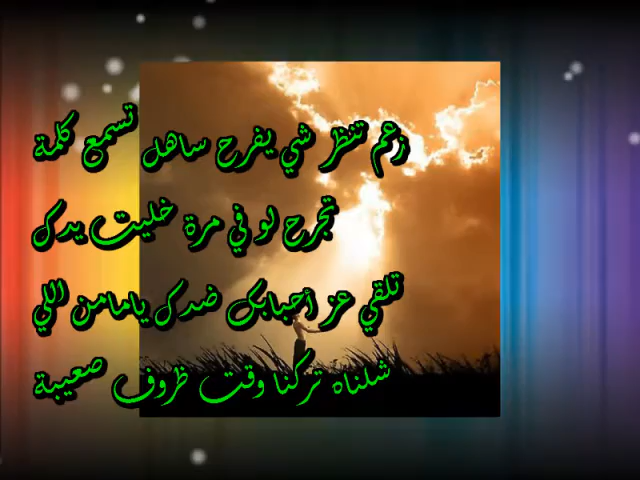 زعم تنظر شي يفرح ساهل تسمع كلمة
تجرح لو في مرة خليت يدك
تلقي عز أحبابك ضدك ياما من اللي
شلناه تركنا وقت ظروف صعيبة